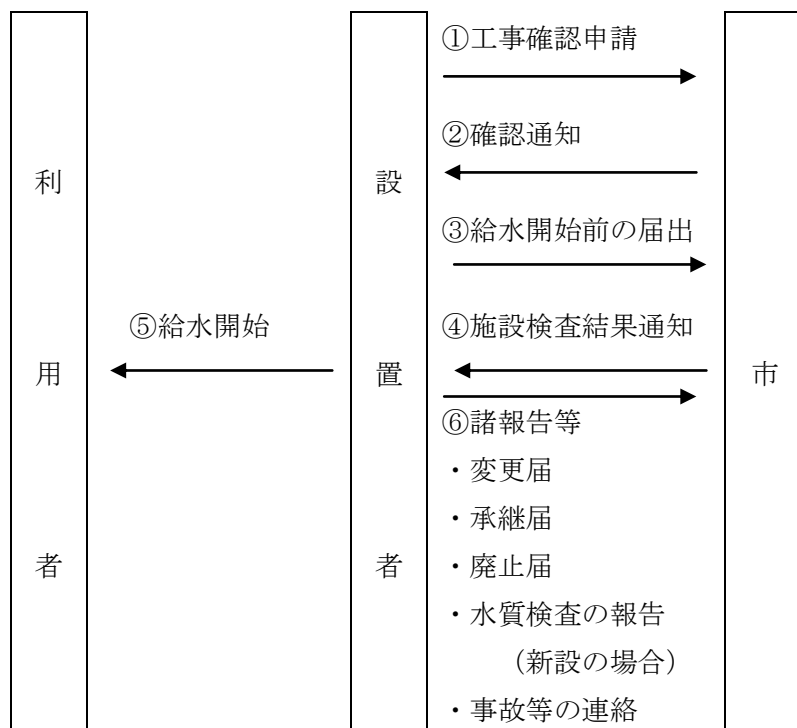 ①工事確認申請
②確認通知
③給水開始前の届出
④施設検査結果通知
⑤給水開始
⑥諸報告等
・変更届
・承継届
・廃止届
・水質検査の報告
（新設の場合）
・事故等の連絡
利用者
設置者
市